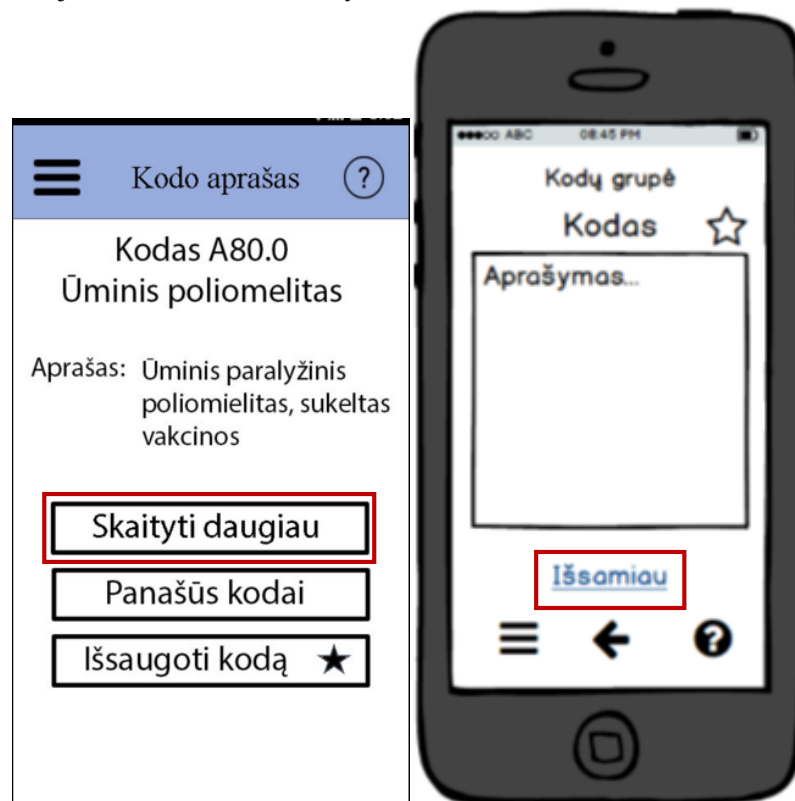 Kodo aprašas ?
Kodas A80.0
Ūminis poliomelitas
Aprašas: Ūminis paralyžinis
poliomielitas, sukeltas
vakcinos
Skaityti daugiau
Panašūs kodai
Išsaugoti kodą
ABC 08:45 PM
Kodų grupė
Kodas
Aprašymas...
Išsamiau
?